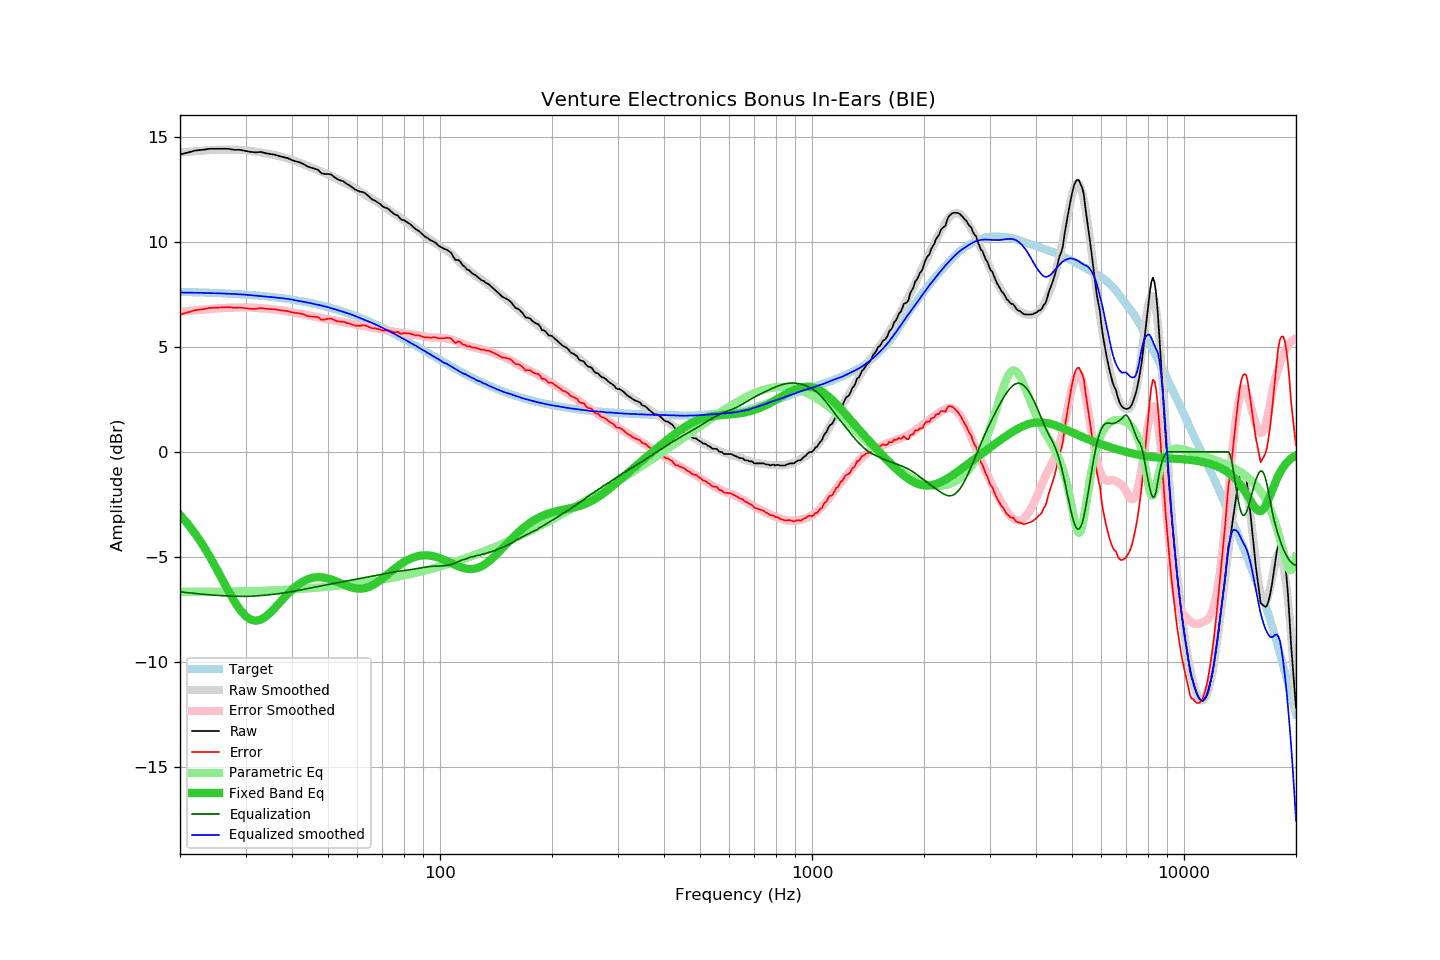 Venture Electronics Bonus In-Ears (BIE)
15
10
5
0
−5
−10
−15
Amplitude (dBr)
Target
Raw Smoothed
Error Smoothed
Raw
Error
Parametric Eq
Fixed Band Eq
Equalization
Equalized smoothed
100
1000
10000
Frequency (Hz)